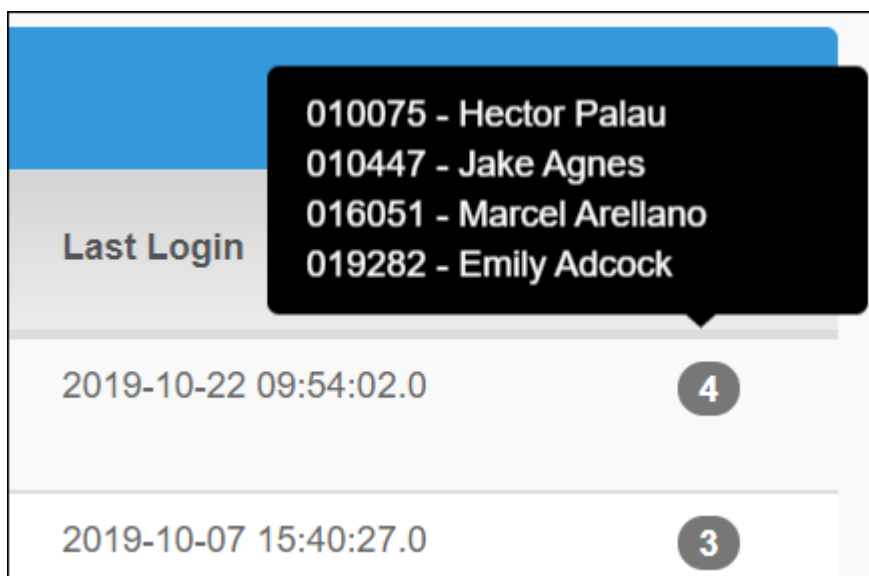 010075 - Hector Palau
010447 - Jake Agnes
016051 - Marcel Arellano
019282 - Emily Adcock
Last Login
2019-10-22 09:54:02.0 4
2019-10-07 15:40:27.0 3